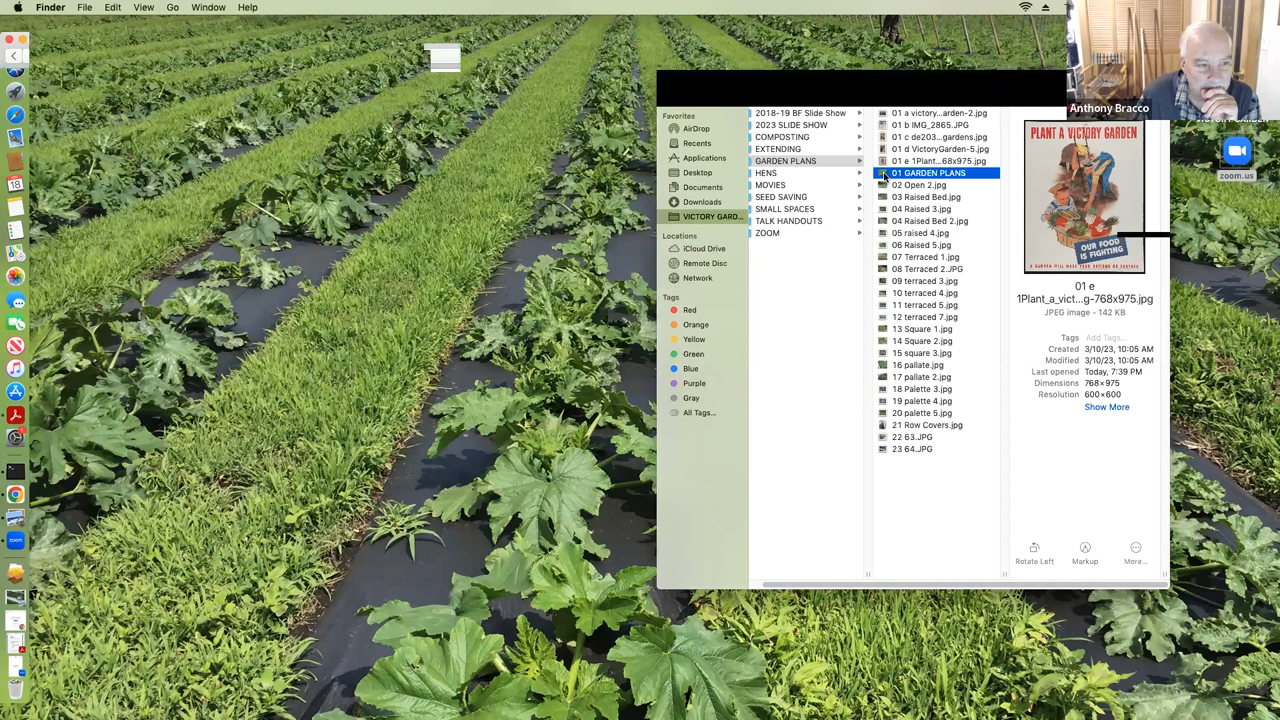 Finder File Edit View Go Window Help
Anthony Bracco
zoom.us
18
zoom
Favorites
AirDrop
Recents
Applications
Desktop
Documents
Downloads
VICTORY GARD...
Locations
iCloud Drive
Remote Disc
Network
Tags
Red
Orange
Yellow
Green
Blue
Purple
Gray
All Tags...
2018-19 BF Slide Show
2023 SLIDE SHOW
COMPOSTING
EXTENDING
GARDEN PLANS
HENS
MOVIES
SEED SAVING
SMALL SPACES
TALK HANDOUTS
ZOOM
01 a victory...arden-2.jpg
01 b IMG_2865.JPG
01 c de203...gardens.jpg
01 d VictoryGarden-5.jpg
01 e 1Plant...68x975.jpg
01 GARDEN PLANS
02 Open 2.jpg
03 Raised Bed.jpg
04 Raised 3.jpg
04 Raised Bed 2.jpg
05 raised 4.jpg
06 Raised 5.jpg
07 Terraced 1.jpg
08 Terraced 2.JPG
09 terraced 3.jpg
10 terraced 4.jpg
11 terraced 5.jpg
12 terraced 7.jpg
13 Square 1.jpg
14 Square 2.jpg
15 square 3.jpg
16 pallate.jpg
17 pallate 2.jpg
18 Palette 3.jpg
19 palette 4.jpg
20 palette 5.jpg
21 Row Covers.jpg
22 63.JPG
23 64.JPG
PLANT A VICTORY GARDEN
OUR FOOD
IS FIGHTING
A GARDEN WILL MAKE YOUR RATIONS GO FURTHER
01 e
1Plant_a_vict...g-768x975.jpg
JPEG image - 142 KB
Tags Add Tags...
Created 3/10/23, 10:05 AM
Modified 3/10/23, 10:05 AM
Last opened Today, 7:39 PM
Dimensions 768×975
Resolution 600×600
Show More
Rotate Left
Markup
More...